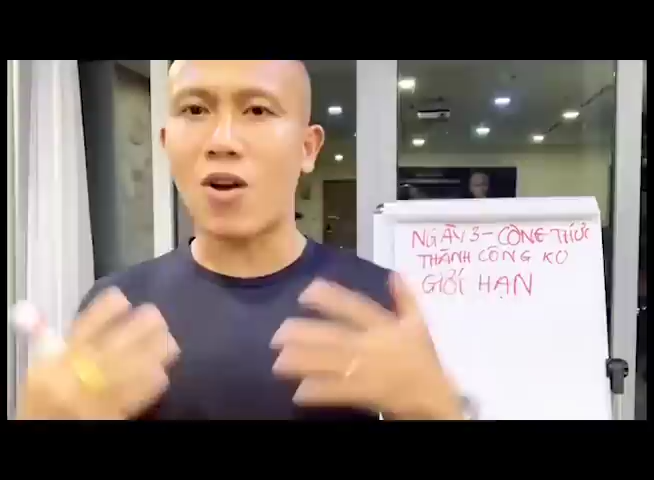 NGÀY 3 - CÔNG THỨC
THÀNH CÔNG KO
GIỚI HẠN